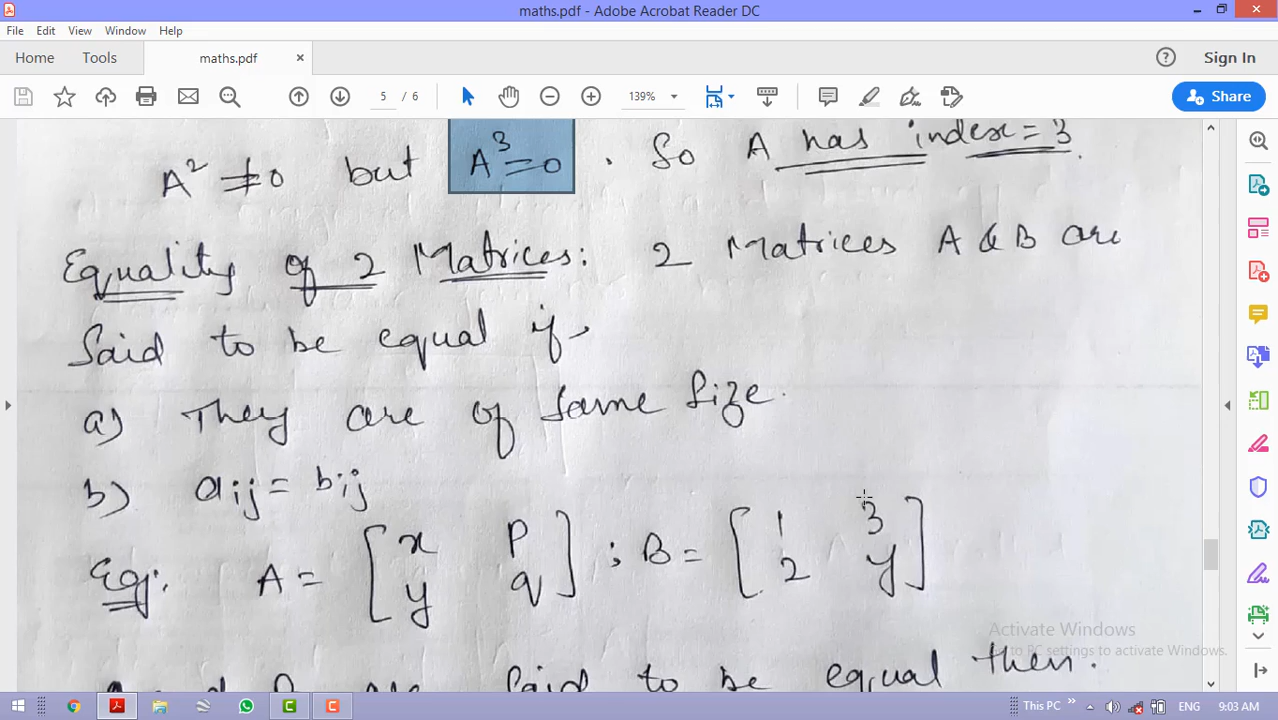 maths.pdf - Adobe Acrobat Reader DC
File Edit View Window Help
Home Tools maths.pdf × ? Sign In
5 / 6 139% Share
A² ≠ 0 but A³ = 0 . So A has index = 3.
Equality of 2 Matrices: 2 Matrices A & B are
Said to be equal if,
a) They are of Same Size.
b) aij = bij
Eg: A = [ x p ; B = [ 1 3
y q ] 2 y ]
Activate Windows
Go to PC settings to activate Windows.
Said to be equal then.
This PC » ENG 9:03 AM